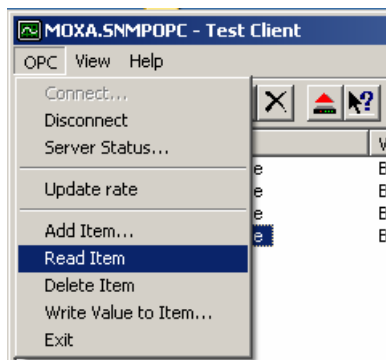 MOXA.SNMPOPC - Test Client
OPC View Help
Connect...
Disconnect
Server Status...
Update rate
Add Item...
Read Item
Delete Item
Write Value to Item...
Exit